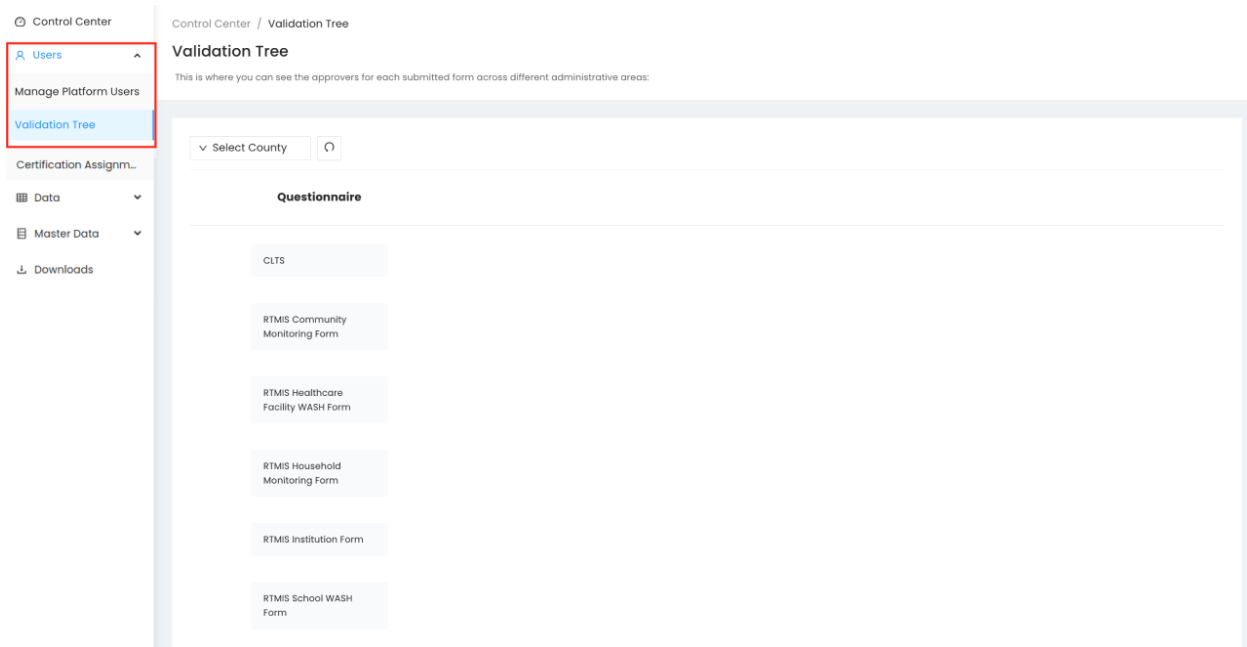 Control Center
Users
Manage Platform Users
Validation Tree
Certification Assignm...
Data
Master Data
Downloads
Control Center / Validation Tree
Validation Tree
This is where you can see the approvers for each submitted form across different administrative areas:
Select County
Questionnaire
CLTS
RTMIS Community
Monitoring Form
RTMIS Healthcare
Facility WASH Form
RTMIS Household
Monitoring Form
RTMIS Institution Form
RTMIS School WASH
Form